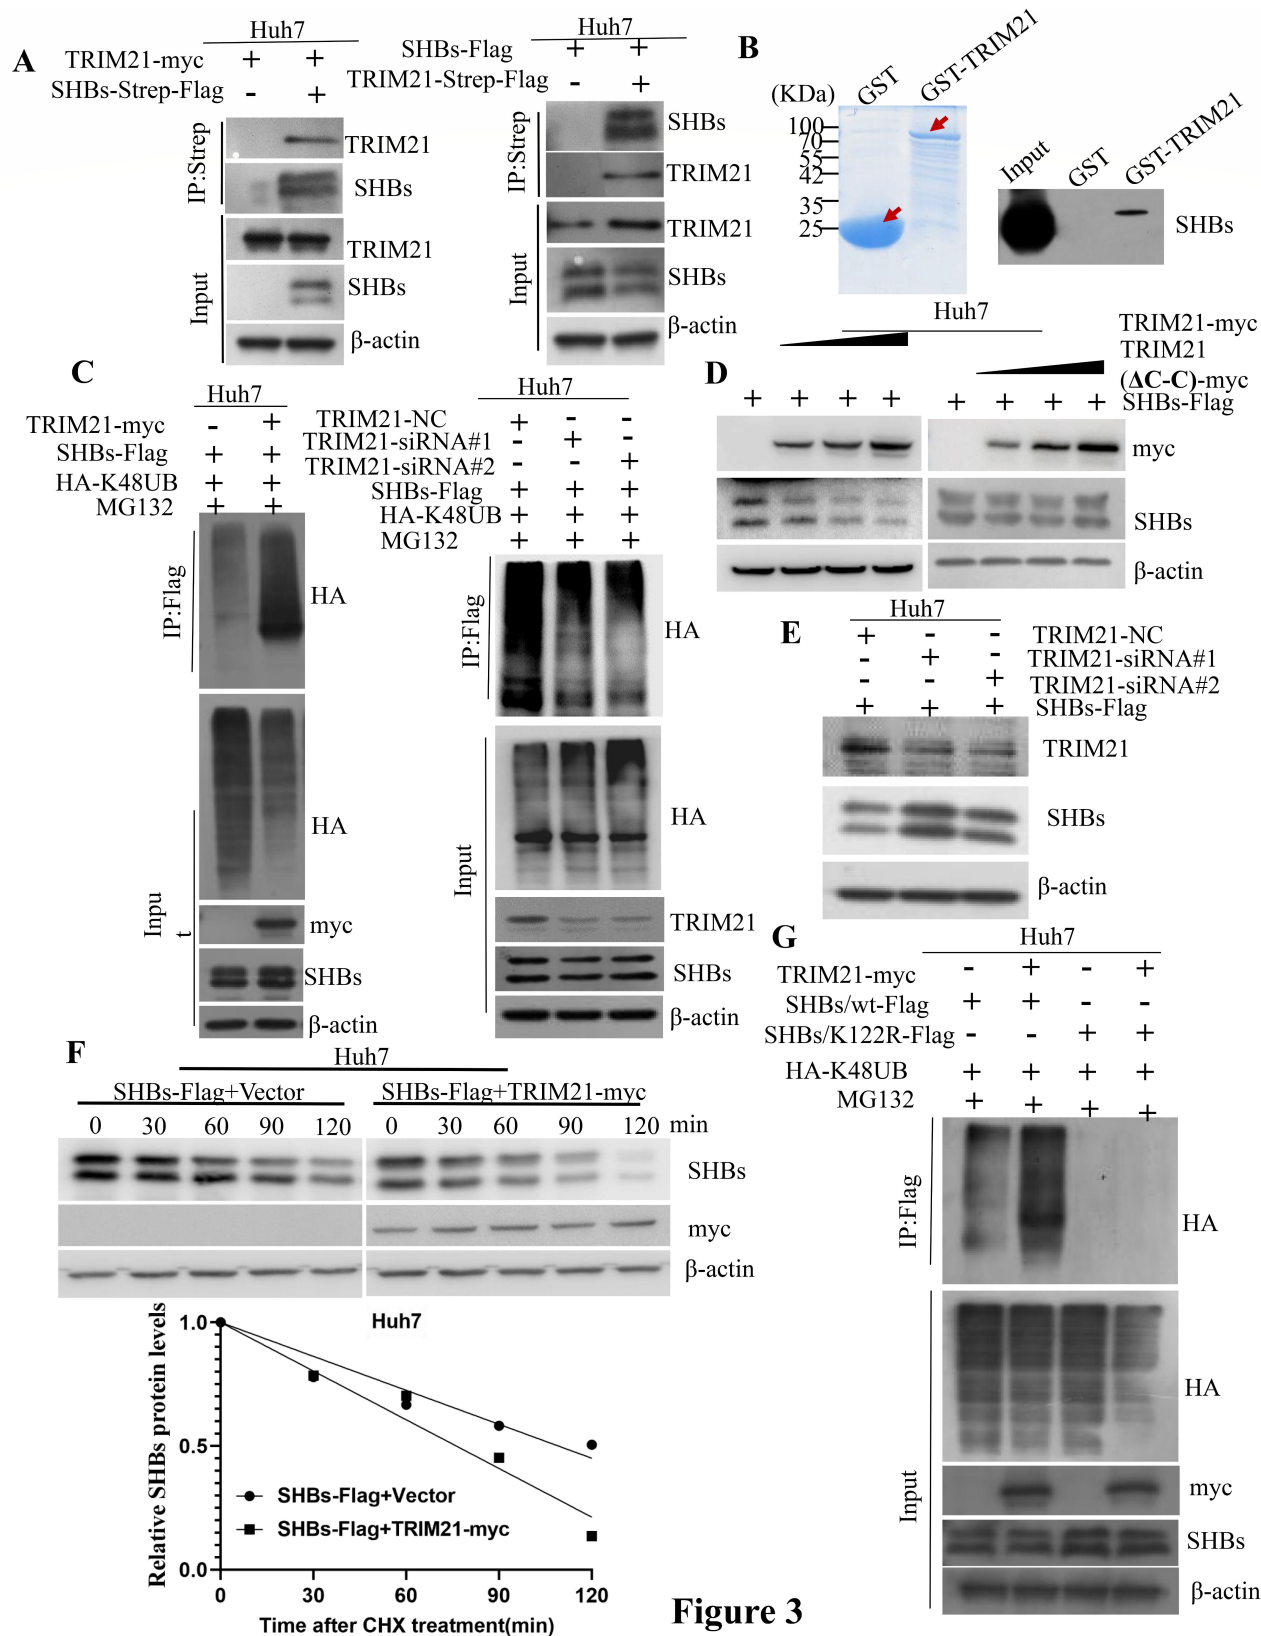 A
Huh7
TRIM21-myc + +
SHBs-Strep-Flag - +
IP:Strep
TRIM21
SHBs
Input
TRIM21
SHBs
β-actin
Huh7
SHBs-Flag + +
TRIM21-Strep-Flag - +
IP:Strep
SHBs
TRIM21
Input
TRIM21
SHBs
β-actin
B
(KDa)
GST
GST-TRIM21
100
70
55
42
35
25
Input
GST
GST-TRIM21
SHBs
C
Huh7
TRIM21-myc - +
SHBs-Flag + +
HA-K48UB + +
MG132 + +
IP:Flag
HA
Inpu
t
HA
myc
SHBs
β-actin
Huh7
TRIM21-NC + - -
TRIM21-siRNA#1 - + -
TRIM21-siRNA#2 - - +
SHBs-Flag + + +
HA-K48UB + + +
MG132 + + +
IP:Flag
HA
Input
HA
TRIM21
SHBs
β-actin
D
Huh7
TRIM21-myc
TRIM21
(ΔC-C)-myc
+ + + + + + + + SHBs-Flag
myc
SHBs
β-actin
E
Huh7
+ - - TRIM21-NC
- + - TRIM21-siRNA#1
- - + TRIM21-siRNA#2
+ + + SHBs-Flag
TRIM21
SHBs
β-actin
F
Huh7
SHBs-Flag+Vector SHBs-Flag+TRIM21-myc
0 30 60 90 120 0 30 60 90 120 min
SHBs
myc
β-actin
Huh7
Relative SHBs protein levels
1.0
0.5
0.0
SHBs-Flag+Vector
SHBs-Flag+TRIM21-myc
0 30 60 90 120
Time after CHX treatment(min)
G
Huh7
TRIM21-myc - + - +
SHBs/wt-Flag + + - -
SHBs/K122R-Flag - - + +
HA-K48UB + + + +
MG132 + + + +
IP:Flag
HA
Input
HA
myc
SHBs
β-actin
Figure 3